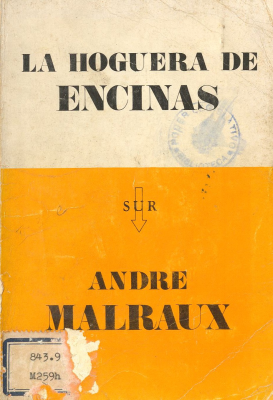 LA HOGUERA DE
ENCINAS
SUR
ANDRE
MALRAUX
843.9
M259h